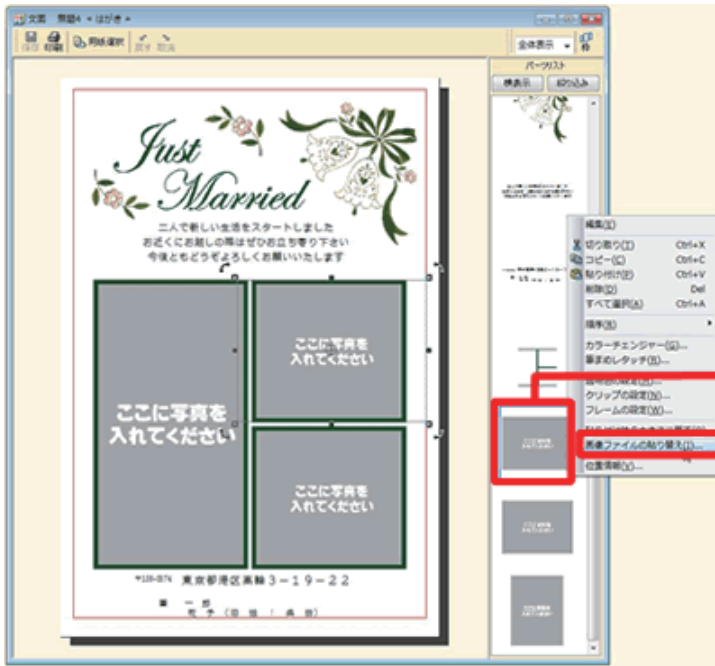 文面 無題4 < はがき >
保存 印刷 用紙選択 戻す 取消
全体表示
枠
パーツリスト
横表示 絞り込み
Just
Married
二人で新しい生活をスタートしました
お近くにお越しの際はぜひお立ち寄り下さい
今後ともどうぞよろしくお願いいたします
ここに写真を
入れてください
ここに写真を
入れてください
ここに写真を
入れてください
東京都港区高輪3-19-22
編集(E)
切り取り(T) Ctrl+X
コピー(C) Ctrl+C
貼り付け(P) Ctrl+V
削除(D) Del
すべて選択(A) Ctrl+A
順序(R)
カラーチェンジャー(G)...
筆まめレタッチ(R)...
クリップの設定(N)...
フレームの設定(W)...
画像ファイルの貼り替え(I)...
位置情報(Y)...